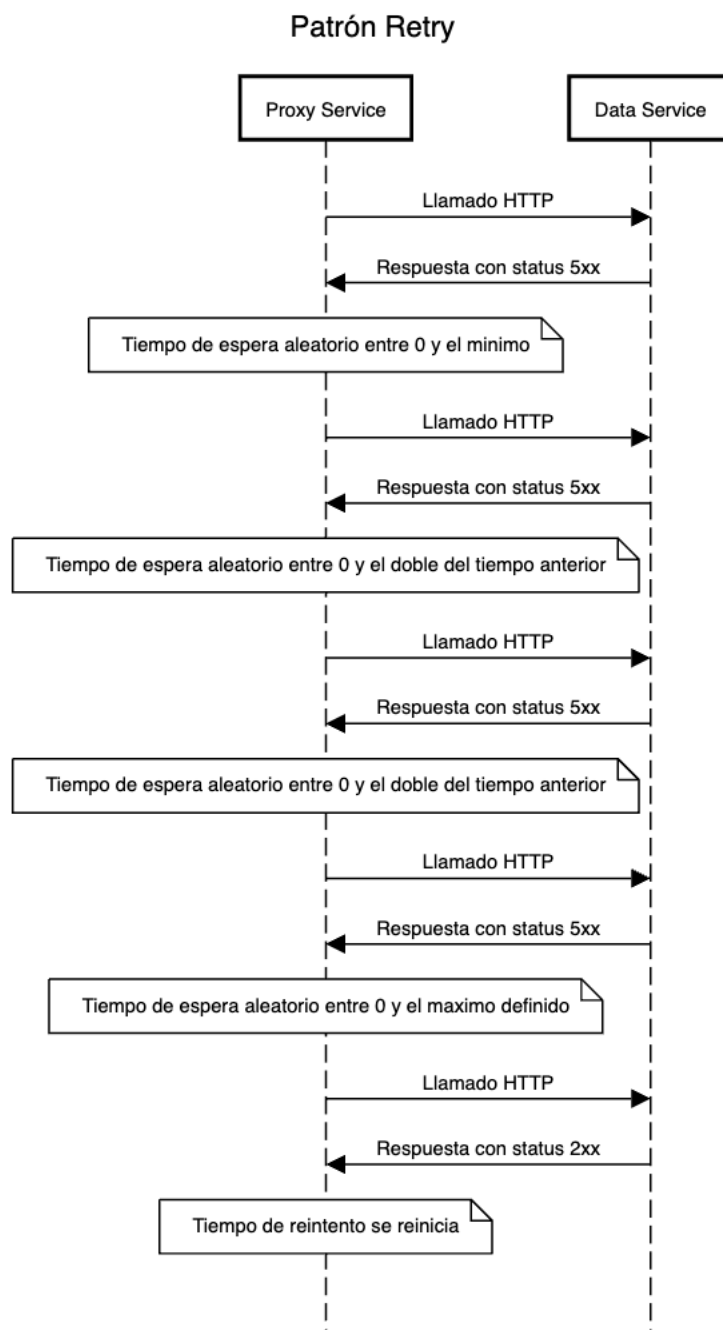 Patrón Retry
Proxy Service
Data Service
Llamado HTTP
Respuesta con status 5xx
Tiempo de espera aleatorio entre 0 y el minimo
Llamado HTTP
Respuesta con status 5xx
Tiempo de espera aleatorio entre 0 y el doble del tiempo anterior
Llamado HTTP
Respuesta con status 5xx
Tiempo de espera aleatorio entre 0 y el doble del tiempo anterior
Llamado HTTP
Respuesta con status 5xx
Tiempo de espera aleatorio entre 0 y el maximo definido
Llamado HTTP
Respuesta con status 2xx
Tiempo de reintento se reinicia